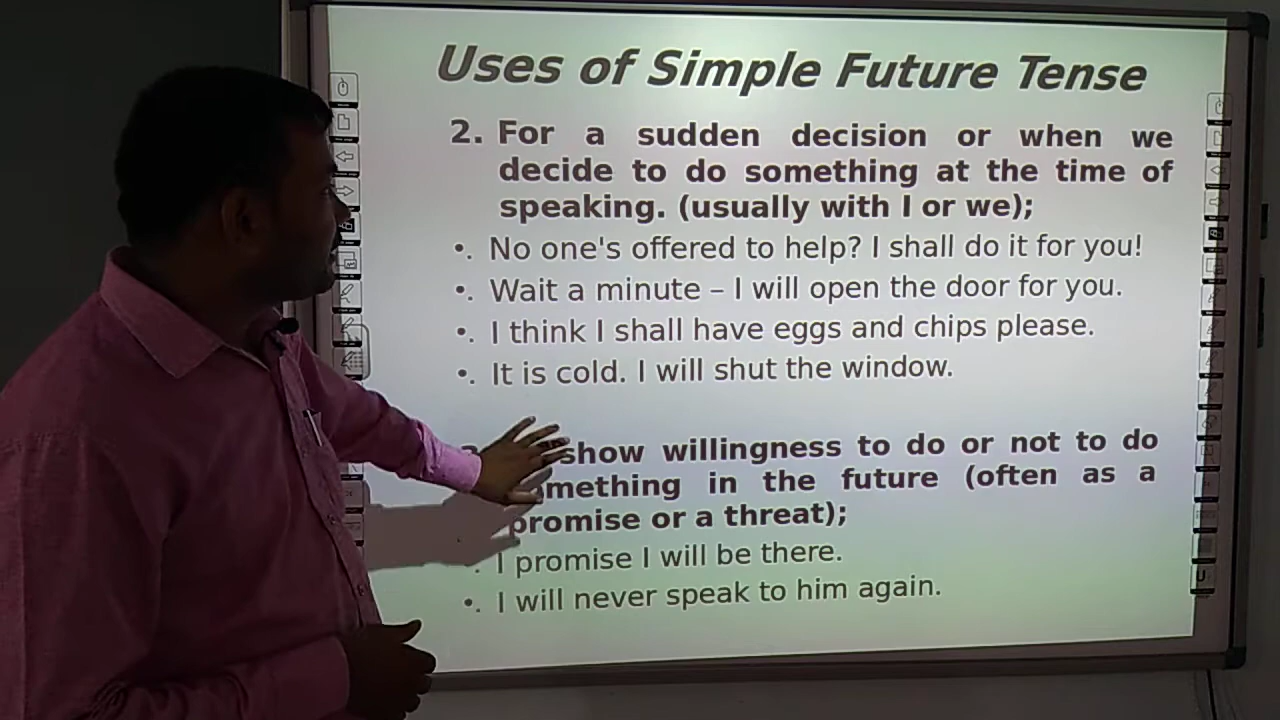 Uses of Simple Future Tense
2. For a sudden decision or when we
decide to do something at the time of
speaking. (usually with I or we);
•. No one's offered to help? I shall do it for you!
•. Wait a minute – I will open the door for you.
•. I think I shall have eggs and chips please.
•. It is cold. I will shut the window.
show willingness to do or not to do
in the future (often as a
promise or a threat);
•. I promise I will be there.
•. I will never speak to him again.